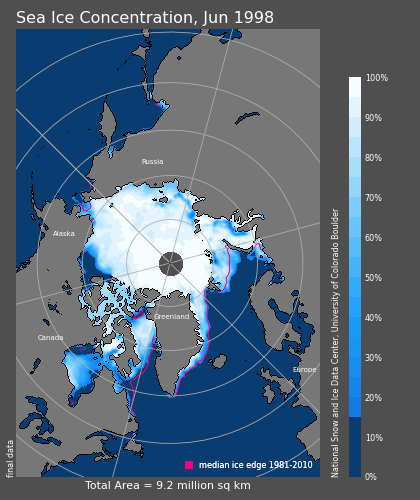 Sea Ice Concentration, Jun 1998
100%
90%
80%
70%
60%
50%
40%
30%
20%
10%
0%
Russia
Alaska
Canada
Greenland
Europe
median ice edge 1981-2010
final data
National Snow and Ice Data Center, University of Colorado Boulder
Total Area = 9.2 million sq km